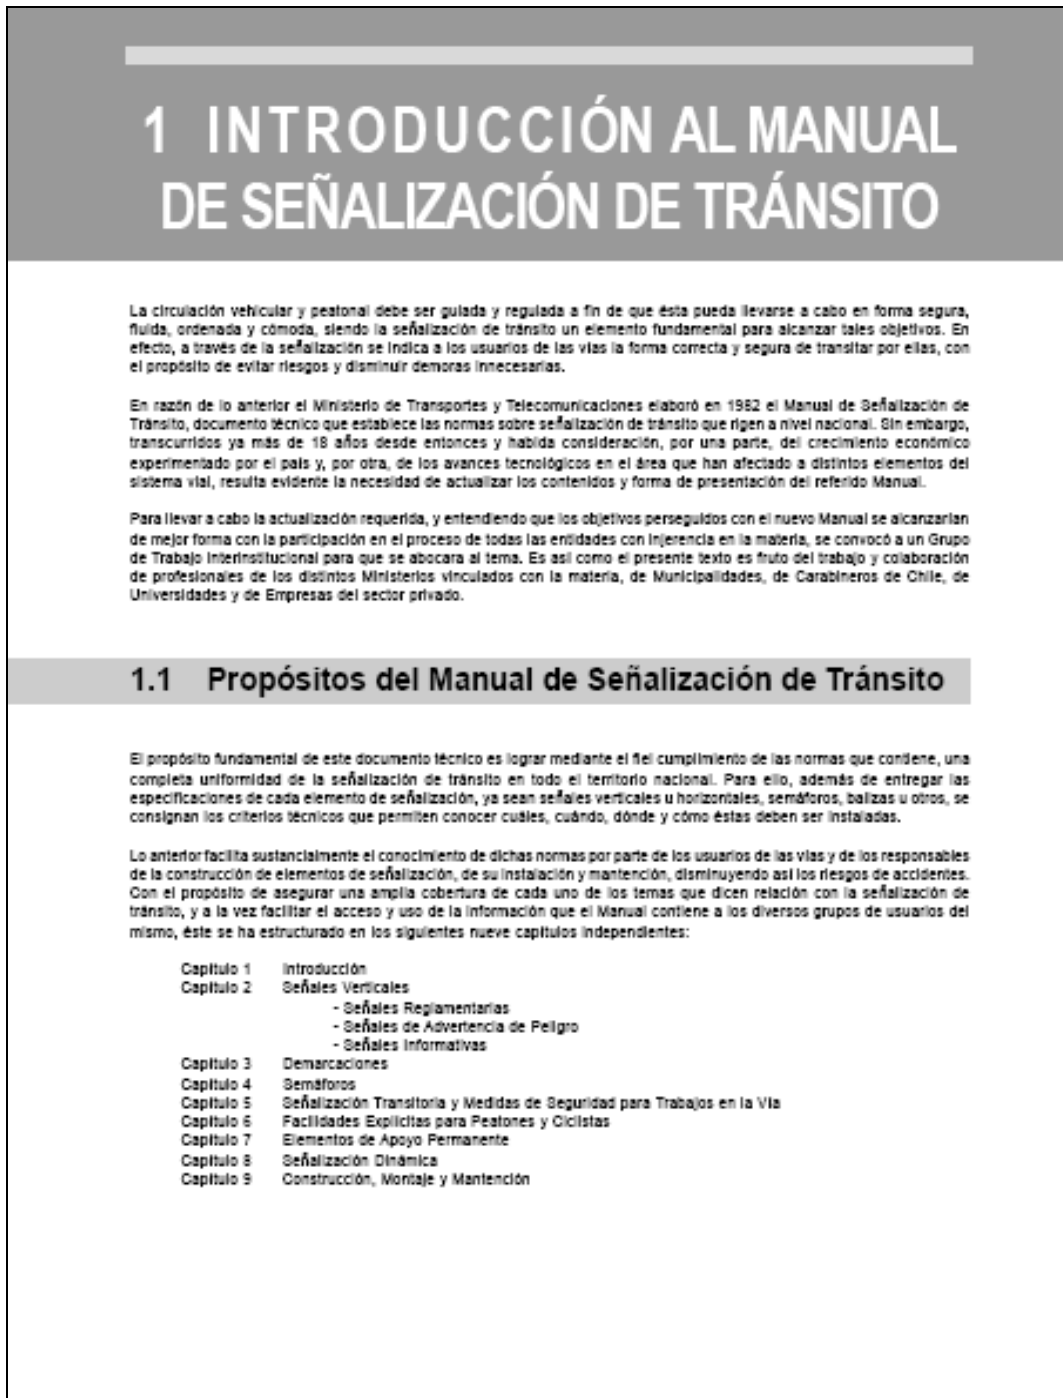 1 INTRODUCCIÓN AL MANUAL
DE SEÑALIZACIÓN DE TRÁNSITO
La circulación vehicular y peatonal debe ser guiada y regulada a fin de que ésta pueda llevarse a cabo en forma segura,
fluida, ordenada y cómoda, siendo la señalización de tránsito un elemento fundamental para alcanzar tales objetivos. En
efecto, a través de la señalización se indica a los usuarios de las vías la forma correcta y segura de transitar por ellas, con
el propósito de evitar riesgos y disminuir demoras innecesarias.
En razón de lo anterior el Ministerio de Transportes y Telecomunicaciones elaboró en 1982 el Manual de Señalización de
Tránsito, documento técnico que establece las normas sobre señalización de tránsito que rigen a nivel nacional. Sin embargo,
transcurridos ya más de 18 años desde entonces y habida consideración, por una parte, del crecimiento económico
experimentado por el país y, por otra, de los avances tecnológicos en el área que han afectado a distintos elementos del
sistema vial, resulta evidente la necesidad de actualizar los contenidos y forma de presentación del referido Manual.
Para llevar a cabo la actualización requerida, y entendiendo que los objetivos perseguidos con el nuevo Manual se alcanzarían
de mejor forma con la participación en el proceso de todas las entidades con injerencia en la materia, se convocó a un Grupo
de Trabajo Interinstitucional para que se abocara al tema. Es así como el presente texto es fruto del trabajo y colaboración
de profesionales de los distintos Ministerios vinculados con la materia, de Municipalidades, de Carabineros de Chile, de
Universidades y de Empresas del sector privado.
1.1 Propósitos del Manual de Señalización de Tránsito
El propósito fundamental de este documento técnico es lograr mediante el fiel cumplimiento de las normas que contiene, una
completa uniformidad de la señalización de tránsito en todo el territorio nacional. Para ello, además de entregar las
especificaciones de cada elemento de señalización, ya sean señales verticales u horizontales, semáforos, balizas u otros, se
consignan los criterios técnicos que permiten conocer cuáles, cuándo, dónde y cómo éstas deben ser instaladas.
Lo anterior facilita sustancialmente el conocimiento de dichas normas por parte de los usuarios de las vías y de los responsables
de la construcción de elementos de señalización, de su instalación y mantención, disminuyendo así los riesgos de accidentes.
Con el propósito de asegurar una amplia cobertura de cada uno de los temas que dicen relación con la señalización de
tránsito, y a la vez facilitar el acceso y uso de la información que el Manual contiene a los diversos grupos de usuarios del
mismo, éste se ha estructurado en los siguientes nueve capítulos independientes:
Capítulo 1 Introducción
Capítulo 2 Señales Verticales
- Señales Reglamentarias
- Señales de Advertencia de Peligro
- Señales Informativas
Capítulo 3 Demarcaciones
Capítulo 4 Semáforos
Capítulo 5 Señalización Transitoria y Medidas de Seguridad para Trabajos en la Vía
Capítulo 6 Facilidades Explícitas para Peatones y Ciclistas
Capítulo 7 Elementos de Apoyo Permanente
Capítulo 8 Señalización Dinámica
Capítulo 9 Construcción, Montaje y Mantención